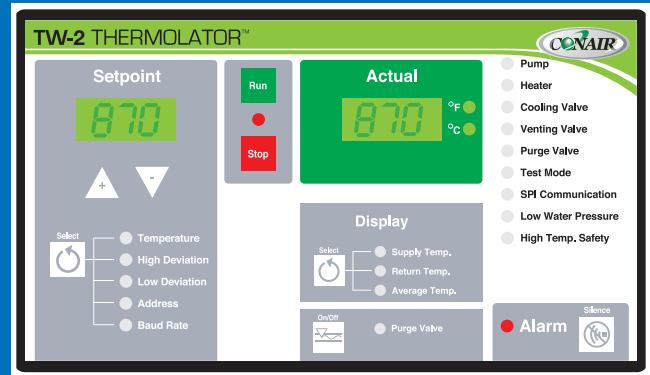 TW-2 THERMOLATOR™
CONAIR
Setpoint
870
+
-
Select
Temperature
High Deviation
Low Deviation
Address
Baud Rate
Run
Stop
Actual
870
°F
°C
Display
Select
Supply Temp.
Return Temp.
Average Temp.
On/Off
Purge Valve
Pump
Heater
Cooling Valve
Venting Valve
Purge Valve
Test Mode
SPI Communication
Low Water Pressure
High Temp. Safety
Alarm
Silence